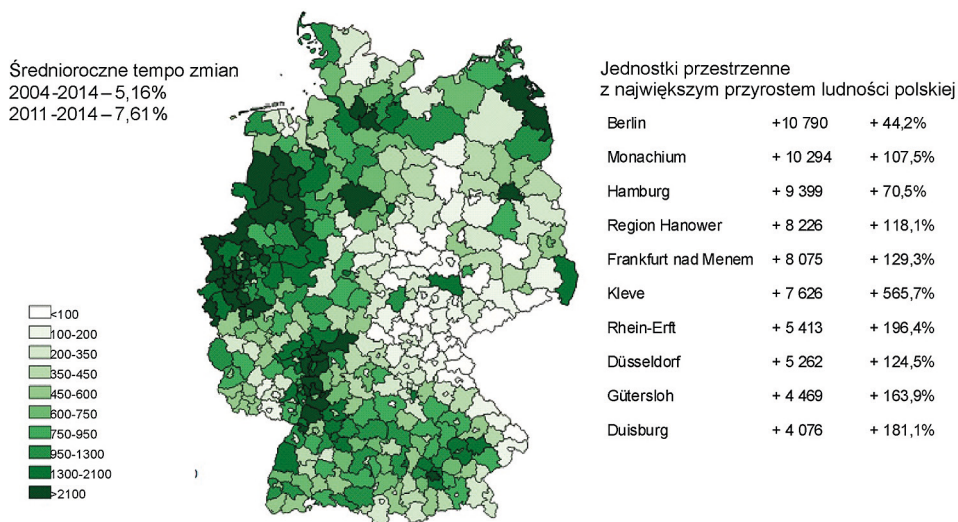 Średnioroczne tempo zmian
2004-2014 – 5,16%
2011-2014 – 7,61%
<100
100-200
200-350
350-450
450-600
600-750
750-950
950-1300
1300-2100
>2100
Jednostki przestrzenne
z największym przyrostem ludności polskiej
Berlin +10 790 + 44,2%
Monachium + 10 294 + 107,5%
Hamburg + 9 399 + 70,5%
Region Hanower + 8 226 + 118,1%
Frankfurt nad Menem + 8 075 + 129,3%
Kleve + 7 626 + 565,7%
Rhein-Erft + 5 413 + 196,4%
Düsseldorf + 5 262 + 124,5%
Gütersloh + 4 469 + 163,9%
Duisburg + 4 076 + 181,1%